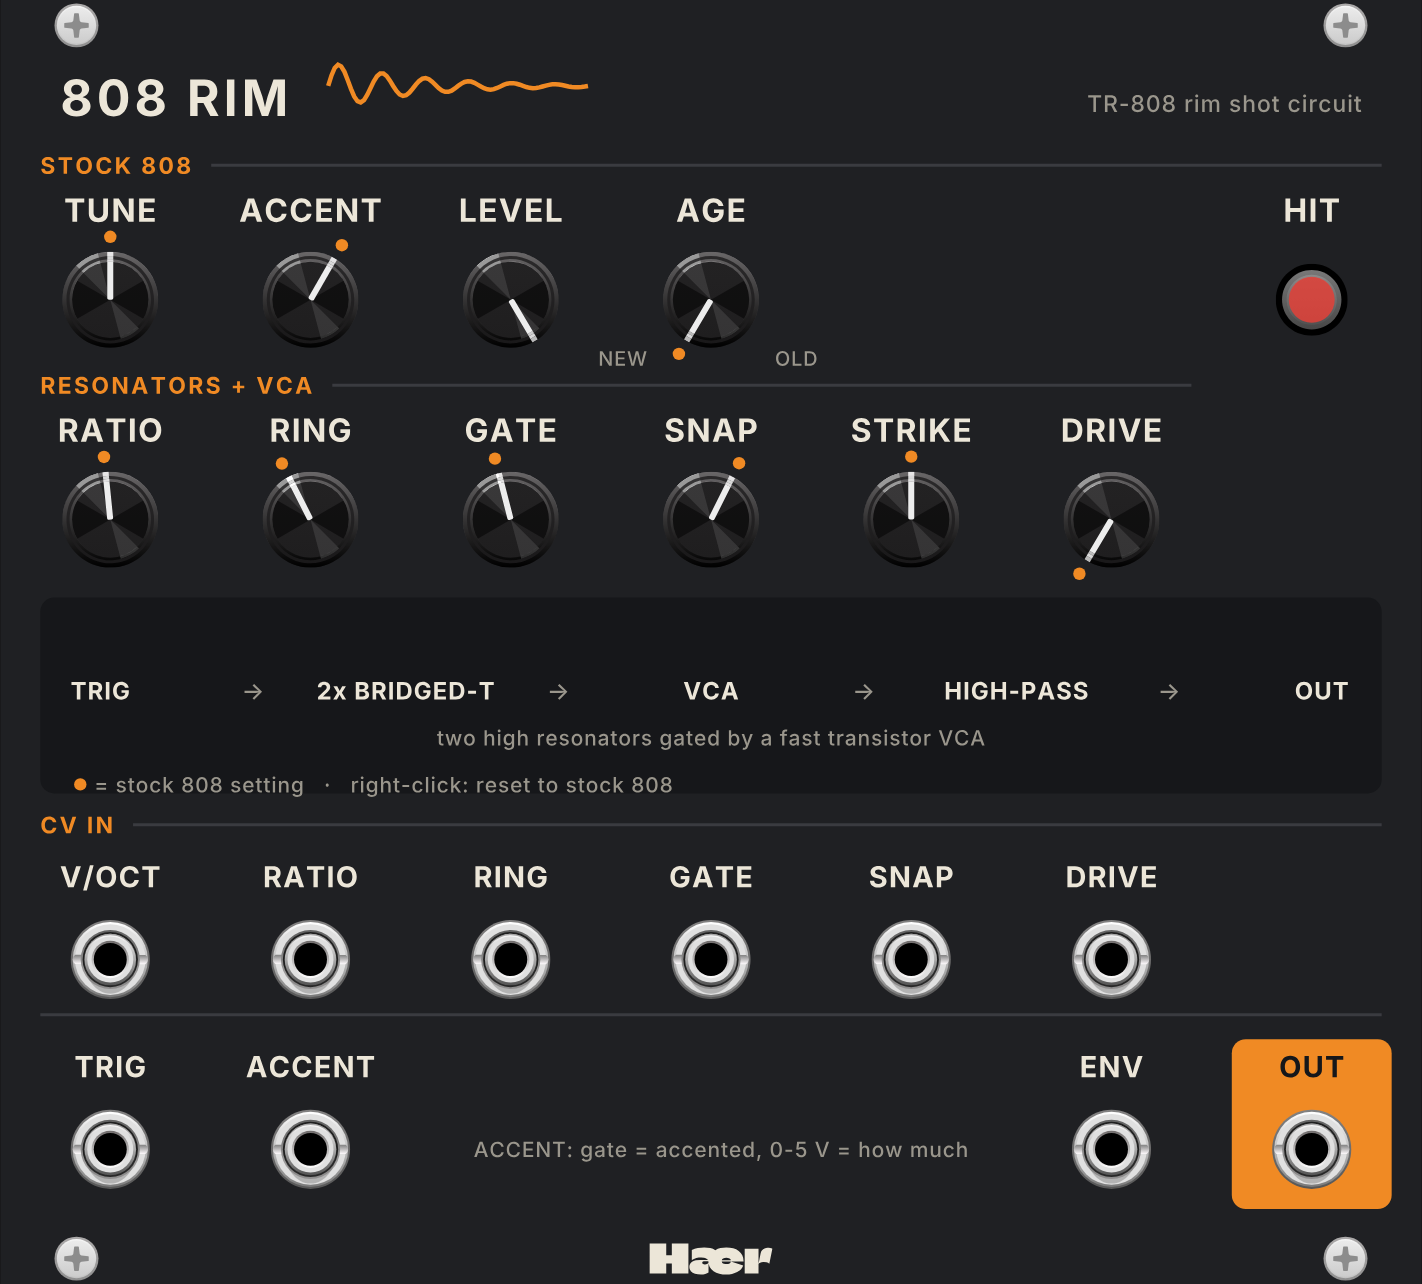 808 RIM
TR-808 rim shot circuit
STOCK 808
TUNE ACCENT LEVEL AGE HIT
NEW OLD
RESONATORS + VCA
RATIO RING GATE SNAP STRIKE DRIVE
TRIG → 2x BRIDGED-T → VCA → HIGH-PASS → OUT
two high resonators gated by a fast transistor VCA
= stock 808 setting · right-click: reset to stock 808
CV IN
V/OCT RATIO RING GATE SNAP DRIVE
TRIG ACCENT ENV OUT
ACCENT: gate = accented, 0-5 V = how much
Hær